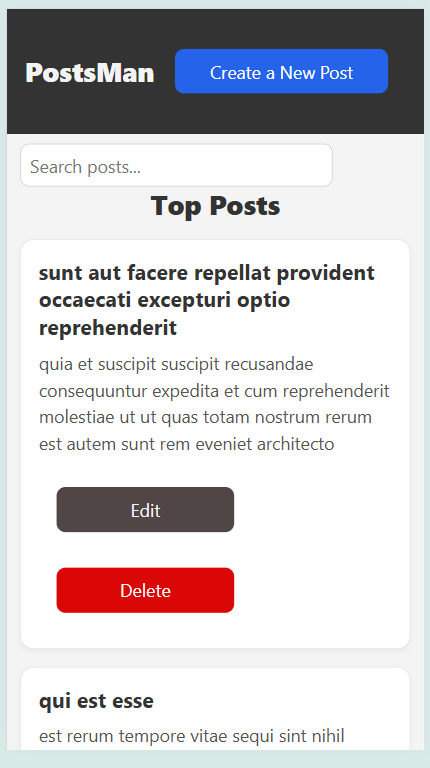 PostsMan
Create a New Post
Search posts...
Top Posts
sunt aut facere repellat provident
occaecati excepturi optio
reprehenderit
quia et suscipit suscipit recusandae
consequuntur expedita et cum reprehenderit
molestiae ut ut quas totam nostrum rerum
est autem sunt rem eveniet architecto
Edit
Delete
qui est esse
est rerum tempore vitae sequi sint nihil